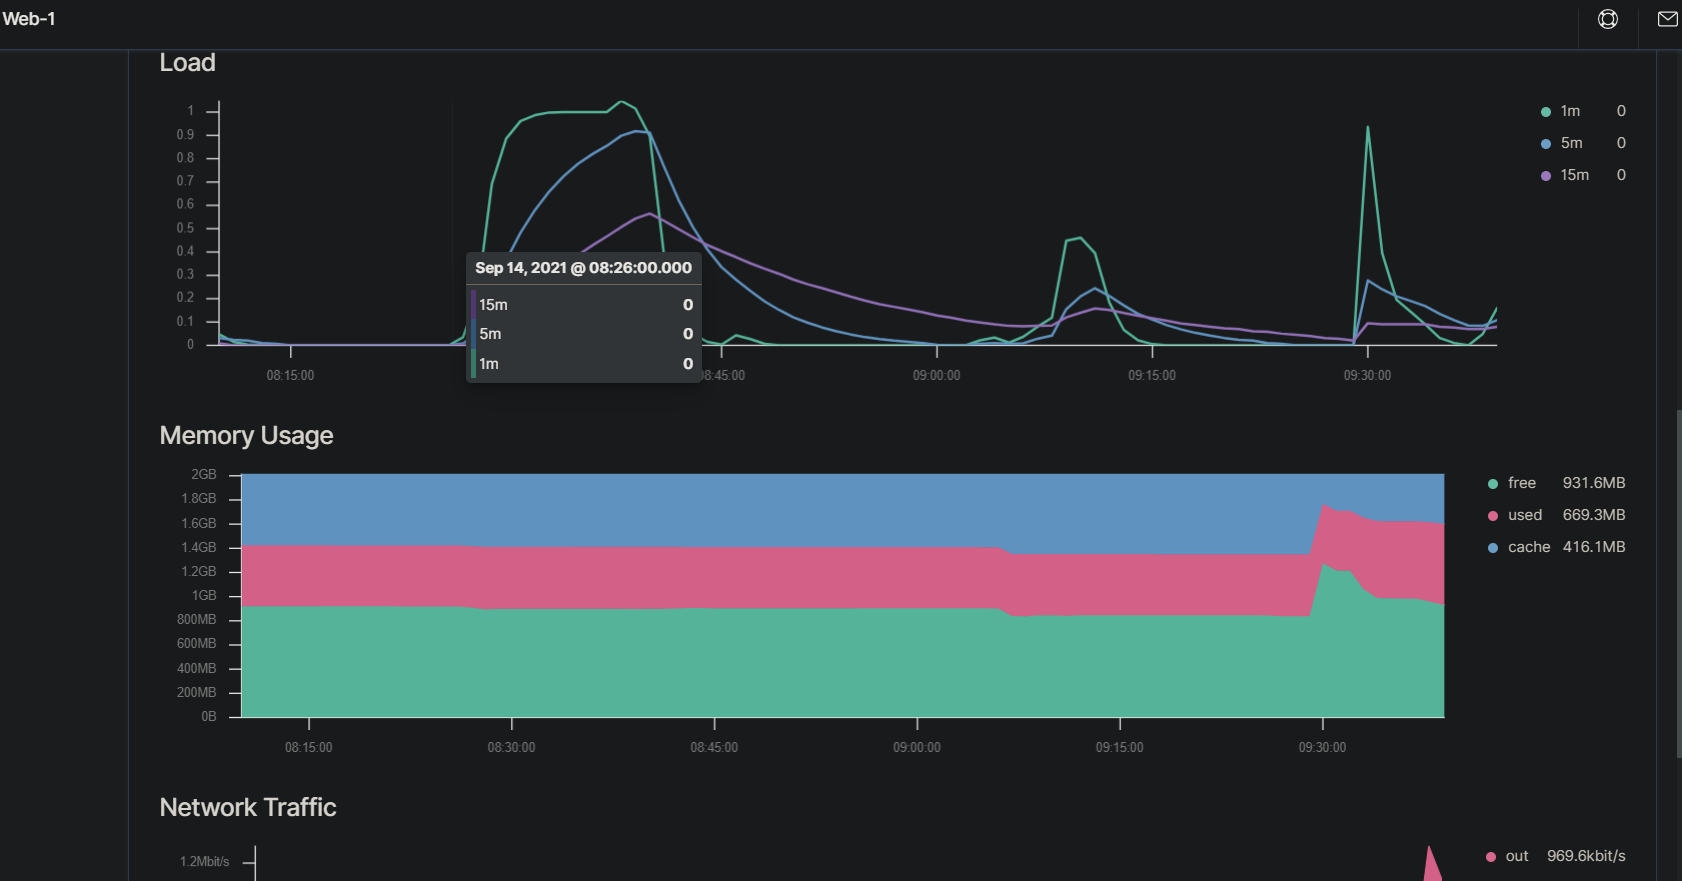 Web-1
Load
1
0.9
0.8
0.7
0.6
0.5
0.4
0.3
0.2
0.1
0
08:15:00
08:45:00
09:00:00
09:15:00
09:30:00
1m 0
5m 0
15m 0
Sep 14, 2021 @ 08:26:00.000
15m 0
5m 0
1m 0
Memory Usage
2GB
1.8GB
1.6GB
1.4GB
1.2GB
1GB
800MB
600MB
400MB
200MB
0B
08:15:00
08:30:00
08:45:00
09:00:00
09:15:00
09:30:00
free 931.6MB
used 669.3MB
cache 416.1MB
Network Traffic
1.2Mbit/s
out 969.6kbit/s